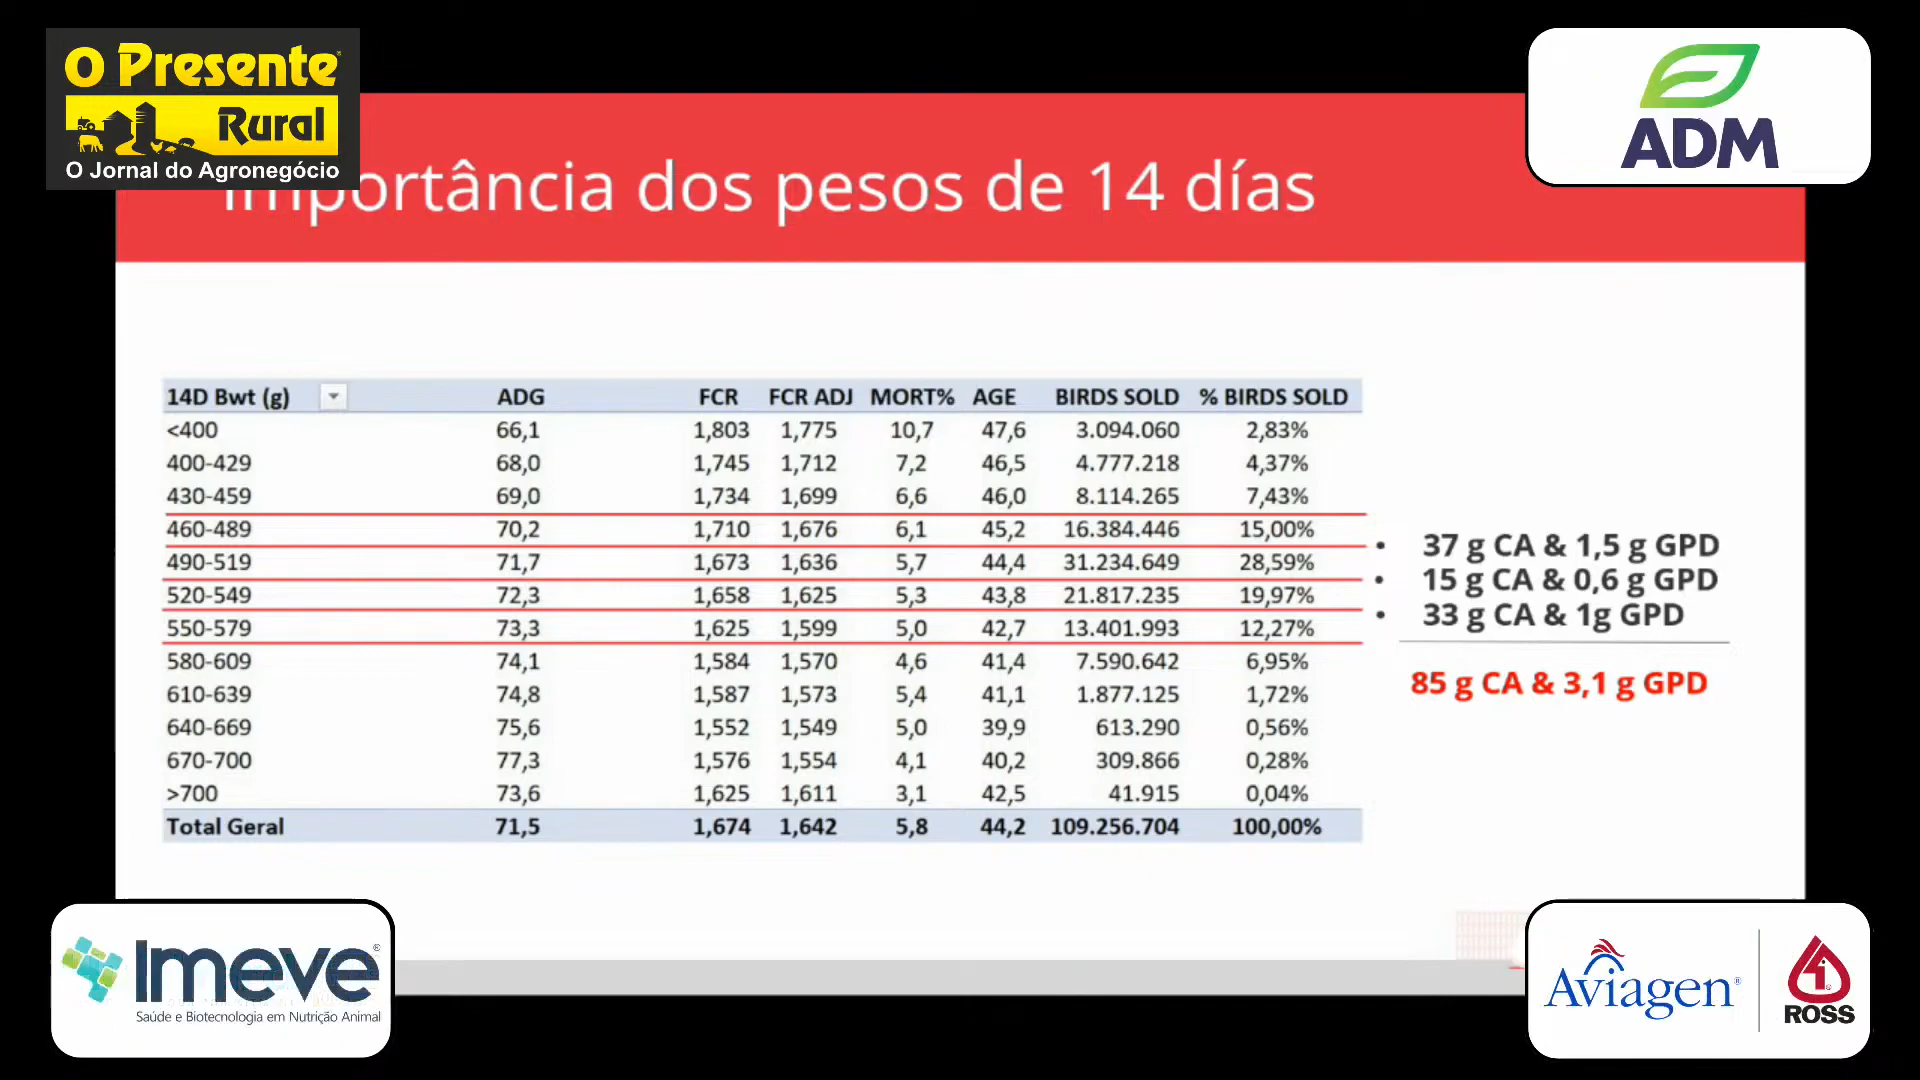 O Presente
Rural
O Jornal do Agronegócio
ADM
Importância dos pesos de 14 días
14D Bwt (g) ADG FCR FCR ADJ MORT% AGE BIRDS SOLD % BIRDS SOLD
<400 66,1 1,803 1,775 10,7 47,6 3.094.060 2,83%
400-429 68,0 1,745 1,712 7,2 46,5 4.777.218 4,37%
430-459 69,0 1,734 1,699 6,6 46,0 8.114.265 7,43%
460-489 70,2 1,710 1,676 6,1 45,2 16.384.446 15,00%
490-519 71,7 1,673 1,636 5,7 44,4 31.234.649 28,59%
520-549 72,3 1,658 1,625 5,3 43,8 21.817.235 19,97%
550-579 73,3 1,625 1,599 5,0 42,7 13.401.993 12,27%
580-609 74,1 1,584 1,570 4,6 41,4 7.590.642 6,95%
610-639 74,8 1,587 1,573 5,4 41,1 1.877.125 1,72%
640-669 75,6 1,552 1,549 5,0 39,9 613.290 0,56%
670-700 77,3 1,576 1,554 4,1 40,2 309.866 0,28%
>700 73,6 1,625 1,611 3,1 42,5 41.915 0,04%
Total Geral 71,5 1,674 1,642 5,8 44,2 109.256.704 100,00%
• 37 g CA & 1,5 g GPD
• 15 g CA & 0,6 g GPD
• 33 g CA & 1g GPD
85 g CA & 3,1 g GPD
Imeve®
Saúde e Biotecnologia em Nutrição Animal
Aviagen®
ROSS